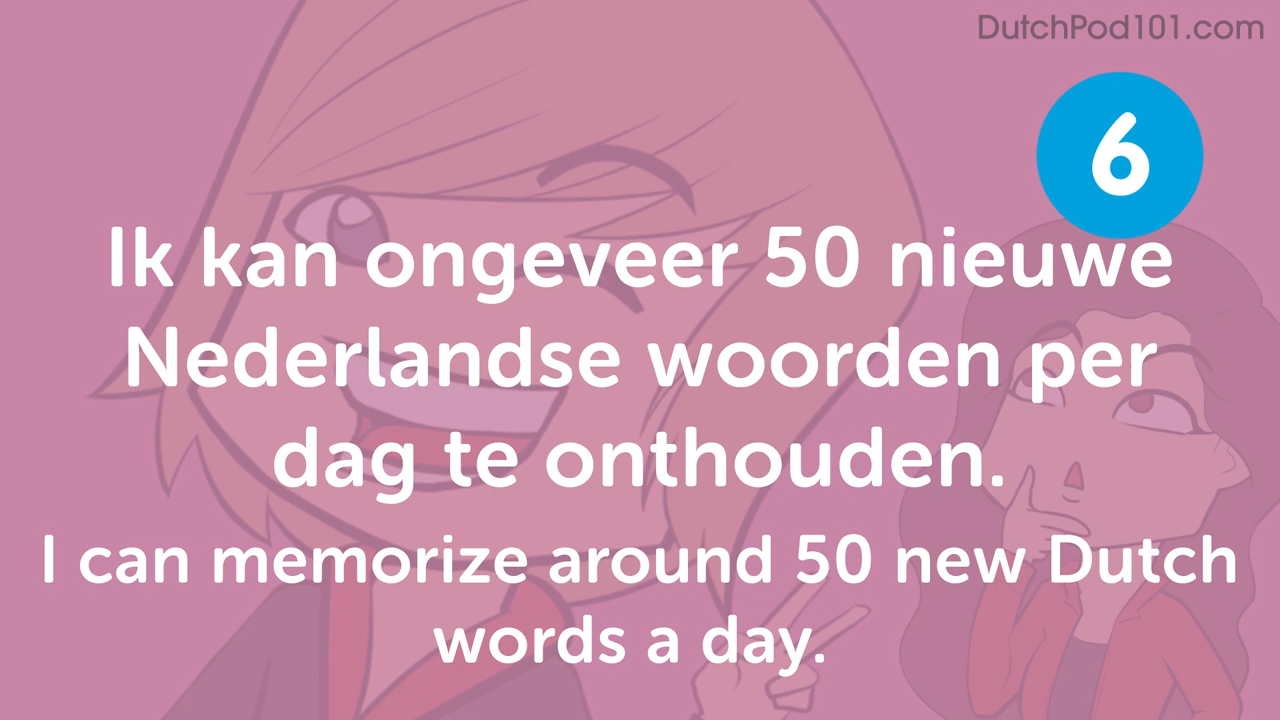 DutchPod101.com
6
Ik kan ongeveer 50 nieuwe
Nederlandse woorden per
dag te onthouden.
I can memorize around 50 new Dutch
words a day.